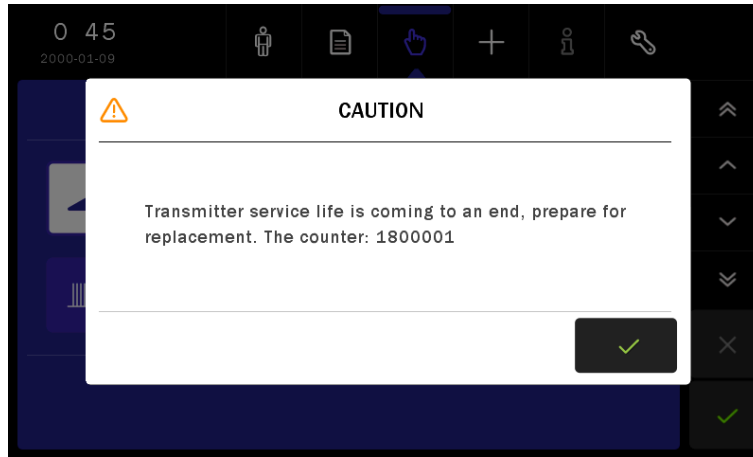 0 45
2000-01-09
CAUTION
Transmitter service life is coming to an end, prepare for
replacement. The counter: 1800001